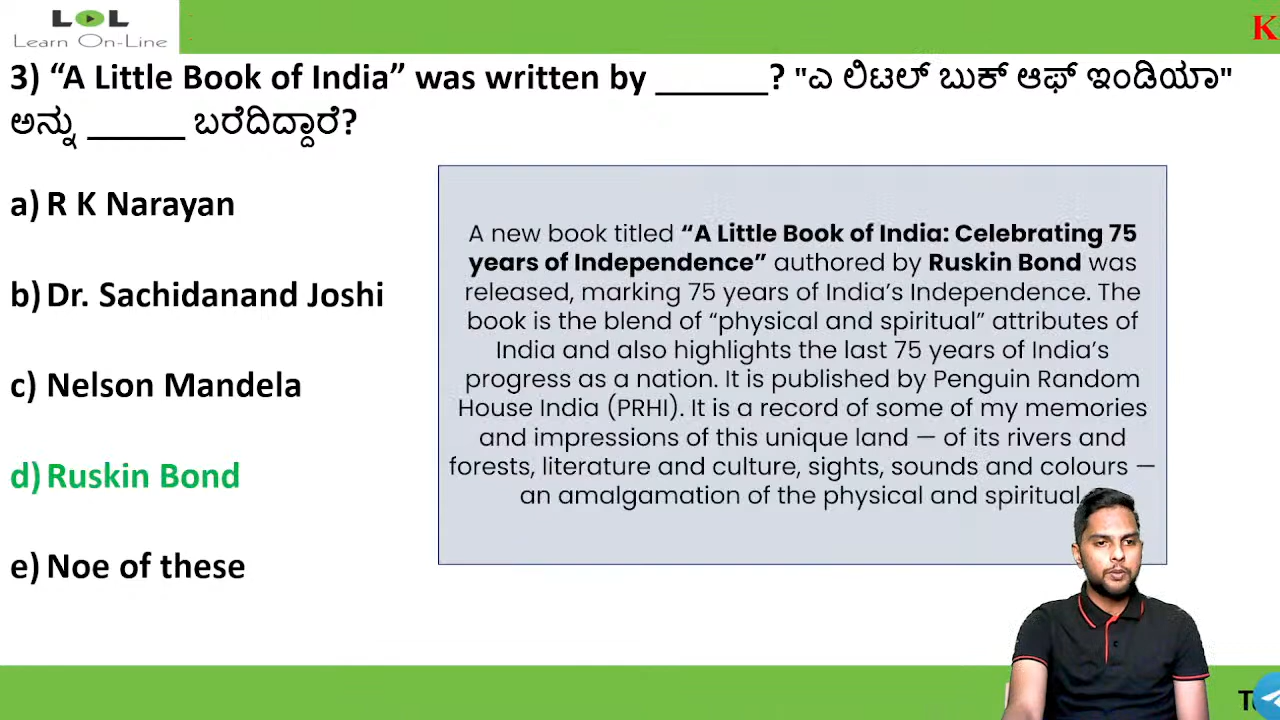 LOL
Learn On-Line
K
3) “A Little Book of India” was written by ______? "ಎ ಲಿಟಲ್ ಬುಕ್ ಆಫ್ ಇಂಡಿಯಾ"
ಅನ್ನು _____ ಬರೆದಿದ್ದಾರೆ?
a) R K Narayan
b) Dr. Sachidanand Joshi
c) Nelson Mandela
d) Ruskin Bond
e) Noe of these
A new book titled “A Little Book of India: Celebrating 75
years of Independence” authored by Ruskin Bond was
released, marking 75 years of India’s Independence. The
book is the blend of “physical and spiritual” attributes of
India and also highlights the last 75 years of India’s
progress as a nation. It is published by Penguin Random
House India (PRHI). It is a record of some of my memories
and impressions of this unique land — of its rivers and
forests, literature and culture, sights, sounds and colours —
an amalgamation of the physical and spiritual